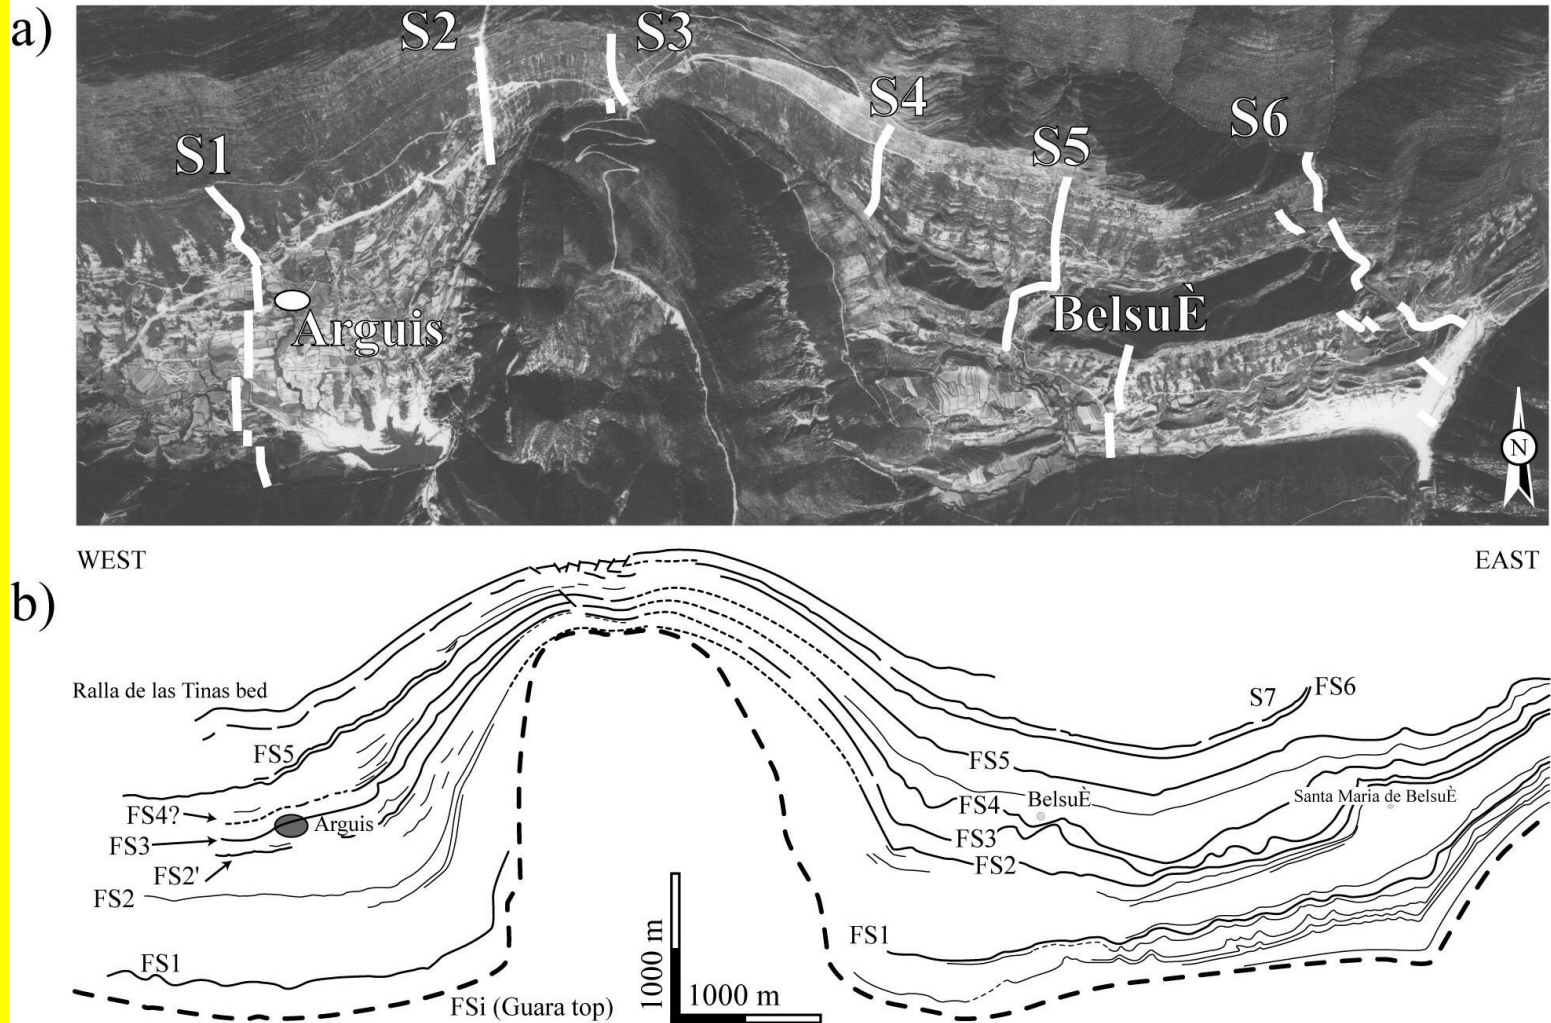 a)
S2
S3
S4
S6
S5
S1
Arguis
BelsuÈ
N
WEST
EAST
b)
Ralla de las Tinas bed
S7
FS6
FS5
FS5
FS4?
Arguis
FS4
BelsuÈ
Santa Maria de BelsuÈ
FS3
FS3
FS2'
FS2
FS2
FS1
FS1
FSi (Guara top)
1000 m
1000 m